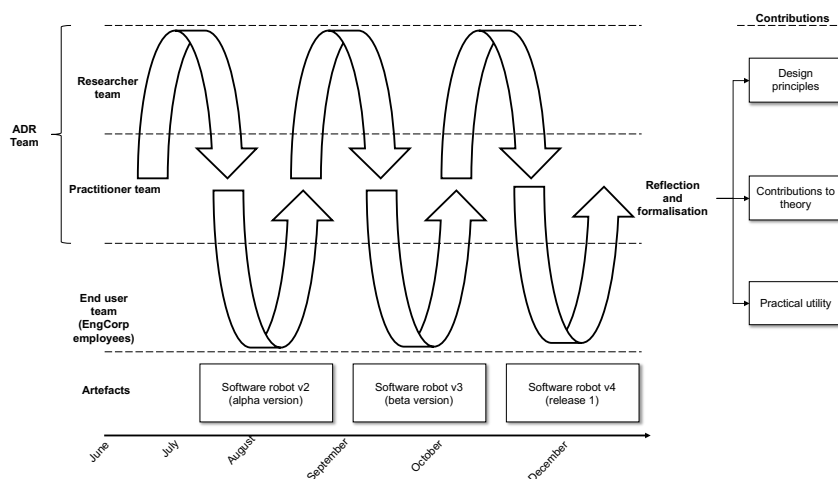 Contributions
Researcher
team
Design
principles
ADR
Team
Practitioner team
Reflection
and
formalisation
Contributions to
theory
End user
team
(EngCorp
employees)
Practical utility
Artefacts
Software robot v2
(alpha version)
Software robot v3
(beta version)
Software robot v4
(release 1)
June
July
August
September
October
December